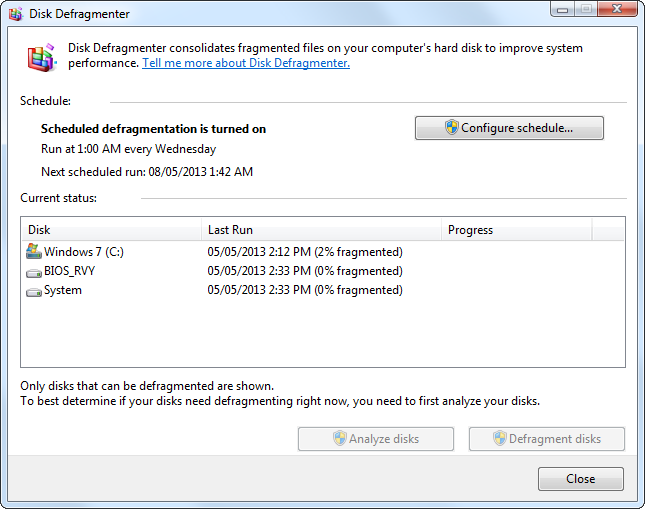 Disk Defragmenter
Disk Defragmenter consolidates fragmented files on your computer's hard disk to improve system
performance. Tell me more about Disk Defragmenter.
Schedule:
Scheduled defragmentation is turned on
Configure schedule...
Run at 1:00 AM every Wednesday
Next scheduled run: 08/05/2013 1:42 AM
Current status:
Disk Last Run Progress
Windows 7 (C:) 05/05/2013 2:12 PM (2% fragmented)
BIOS_RVY 05/05/2013 2:33 PM (0% fragmented)
System 05/05/2013 2:33 PM (0% fragmented)
Only disks that can be defragmented are shown.
To best determine if your disks need defragmenting right now, you need to first analyze your disks.
Analyze disks Defragment disks
Close